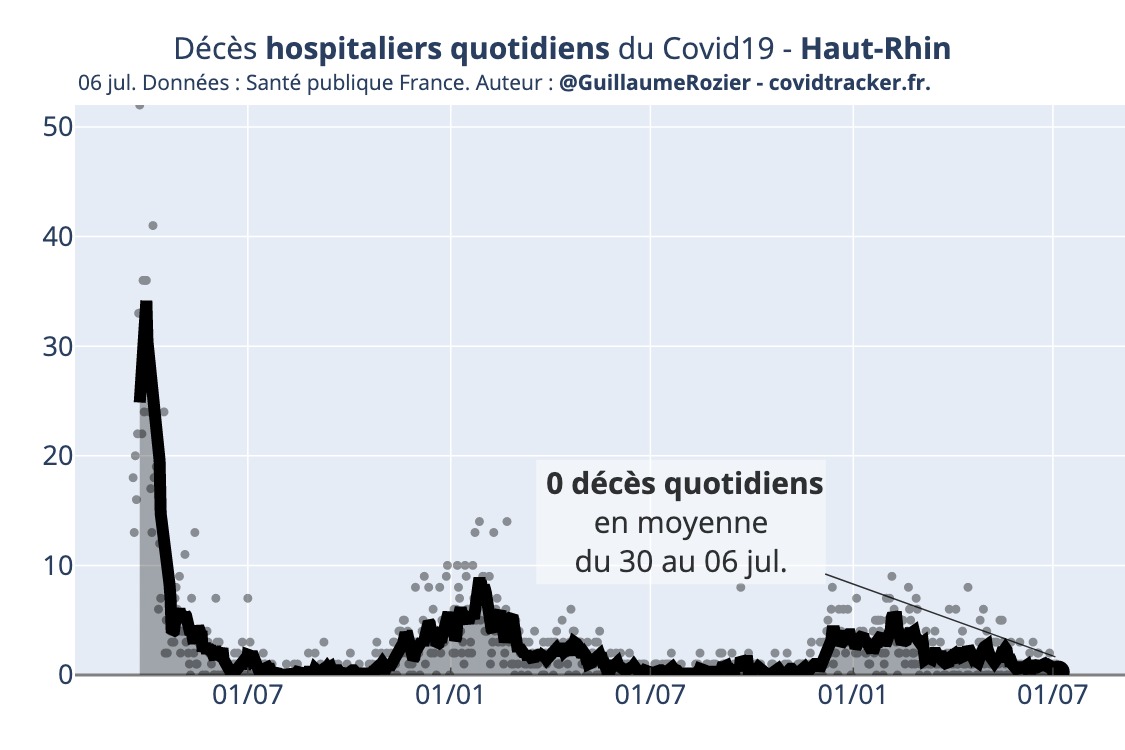 Décès hospitaliers quotidiens du Covid19 - Haut-Rhin
06 jul. Données : Santé publique France. Auteur : @GuillaumeRozier - covidtracker.fr.
50
40
30
20
10
0
0 décès quotidiens
en moyenne
du 30 au 06 jul.
01/07 01/01 01/07 01/01 01/07